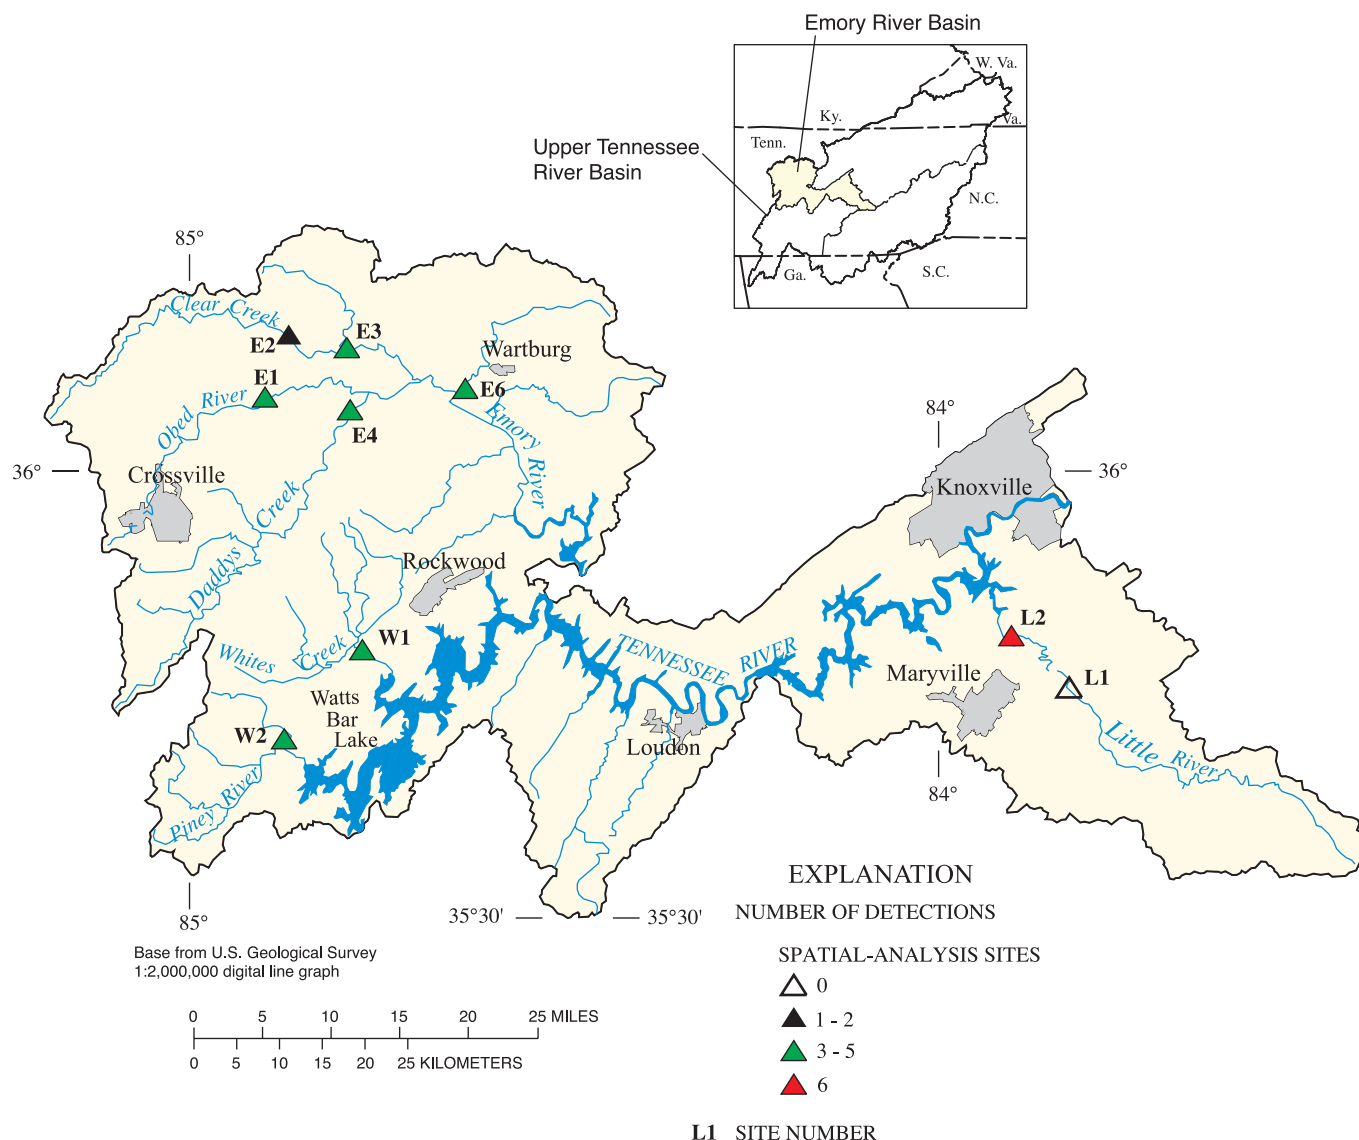 Emory River Basin
W. Va.
Ky.
Va.
Tenn.
Upper Tennessee
River Basin
N.C.
S.C.
Ga.
85°
Clear Creek
E2
E3
Wartburg
E1
E6
Obed River
E4
Emory River
84°
36°
36°
Crossville
Knoxville
Daddys Creek
Rockwood
L2
W1
Whites Creek
TENNESSEE RIVER
Maryville
L1
Watts
Bar
Lake
W2
Loudon
Little River
Piney River
84°
EXPLANATION
85°
35°30'
35°30'
NUMBER OF DETECTIONS
Base from U.S. Geological Survey
1:2,000,000 digital line graph
SPATIAL-ANALYSIS SITES
0
1 - 2
3 - 5
6
0 5 10 15 20 25 MILES
0 5 10 15 20 25 KILOMETERS
L1 SITE NUMBER